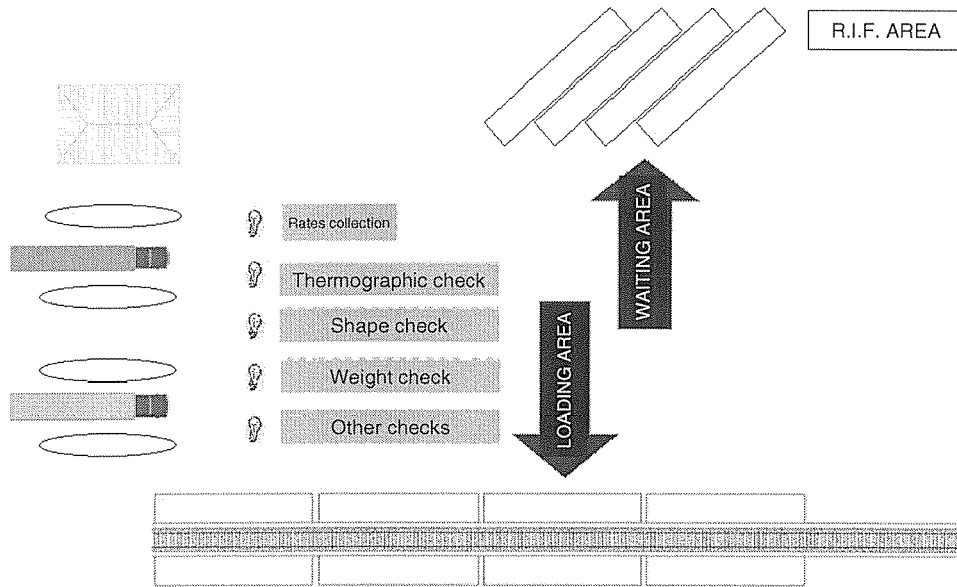 R.I.F. AREA
Rates collection
Thermographic check
Shape check
Weight check
Other checks
WAITING AREA
LOADING AREA